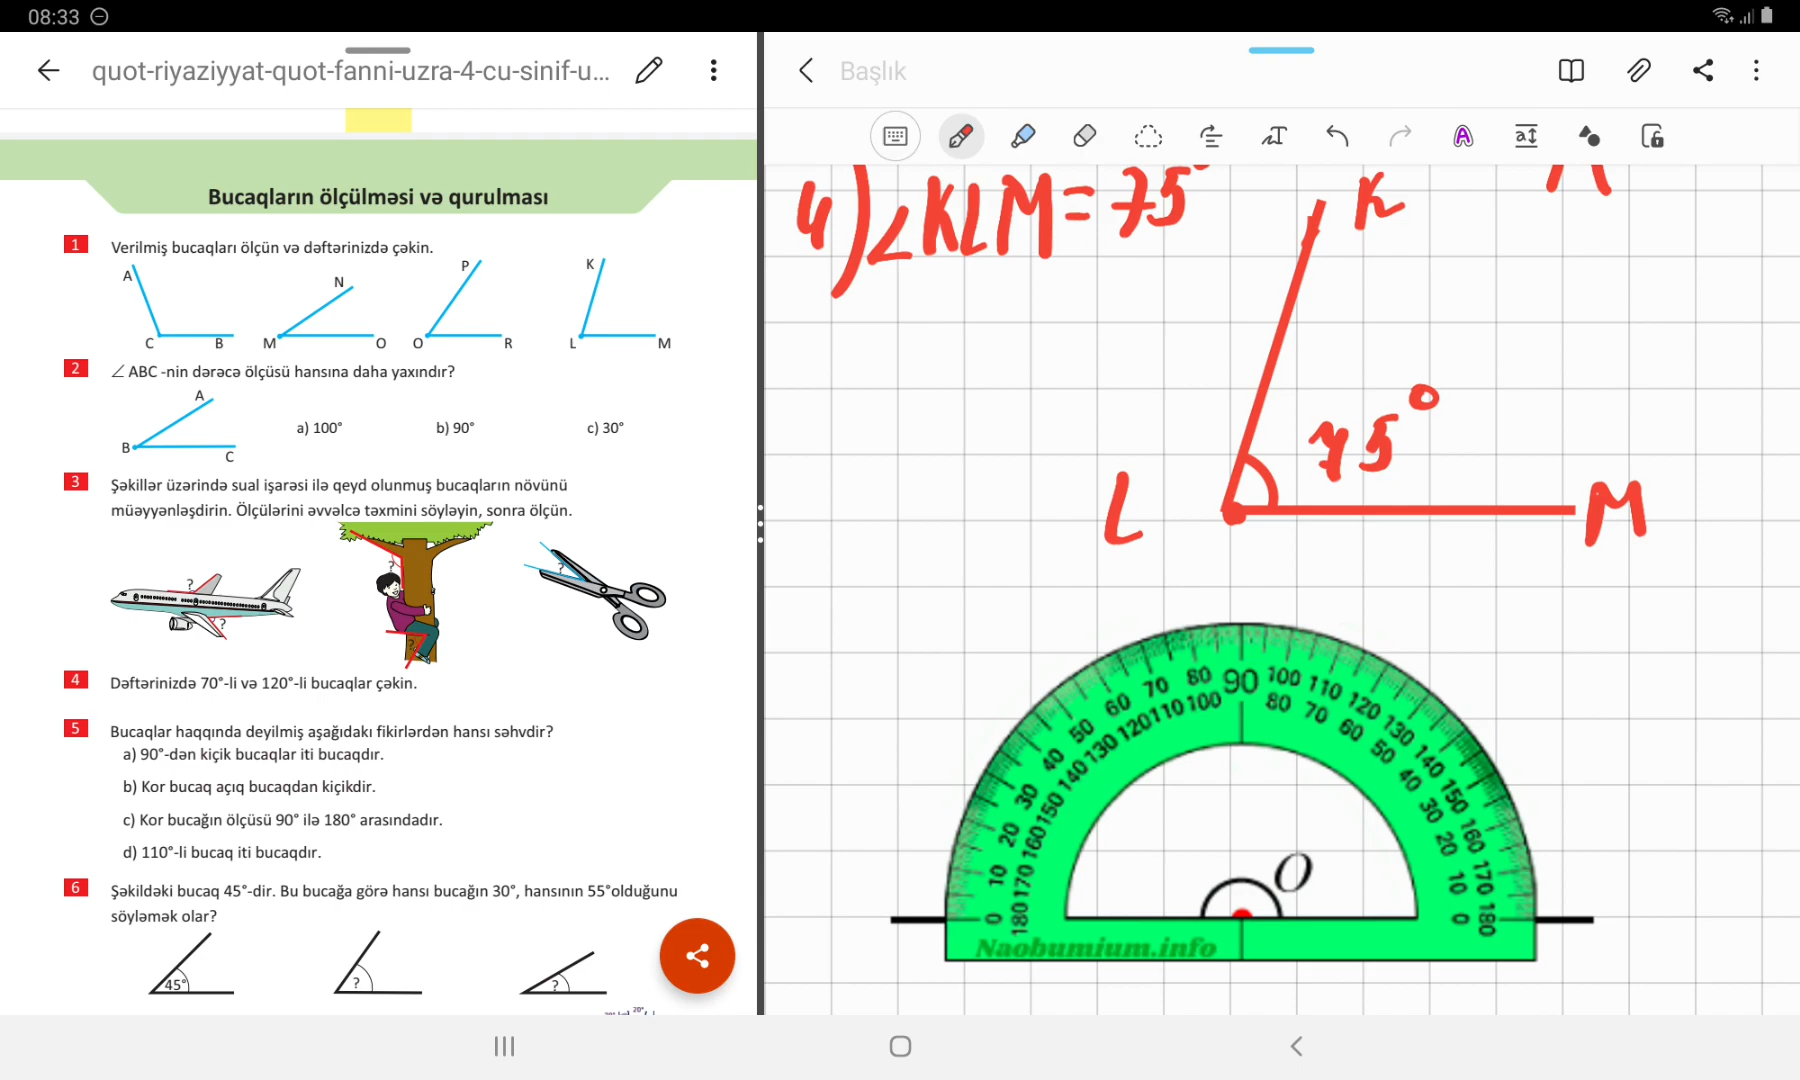 08:33
quot-riyaziyyat-quot-fanni-uzra-4-cu-sinif-u...
Bucaqların ölçülməsi və qurulması
1 Verilmiş bucaqları ölçün və dəftərinizdə çəkin.
A C B N M O P O R K L M
2 ∠ ABC -nin dərəcə ölçüsü hansına daha yaxındır?
A B C a) 100° b) 90° c) 30°
3 Şəkillər üzərində sual işarəsi ilə qeyd olunmuş bucaqların növünü
müəyyənləşdirin. Ölçülərini əvvəlcə təxmini söyləyin, sonra ölçün.
? ? ? ? ?
4 Dəftərinizdə 70°-li və 120°-li bucaqlar çəkin.
5 Bucaqlar haqqında deyilmiş aşağıdakı fikirlərdən hansı səhvdir?
a) 90°-dən kiçik bucaqlar iti bucaqdır.
b) Kor bucaq açıq bucaqdan kiçikdir.
c) Kor bucağın ölçüsü 90° ilə 180° arasındadır.
d) 110°-li bucaq iti bucaqdır.
6 Şəkildəki bucaq 45°-dir. Bu bucağa görə hansı bucağın 30°, hansının 55°olduğunu
söyləmək olar?
45° ? ?
Başlık
4) ∠KLM = 75°
K
75°
L M
0 10 20 30 40 50 60 70 80 90 100 110 120 130 140 150 160 170 180
180 170 160 150 140 130 120 110 100 80 70 60 50 40 30 20 10 0
O
Naobumium.info